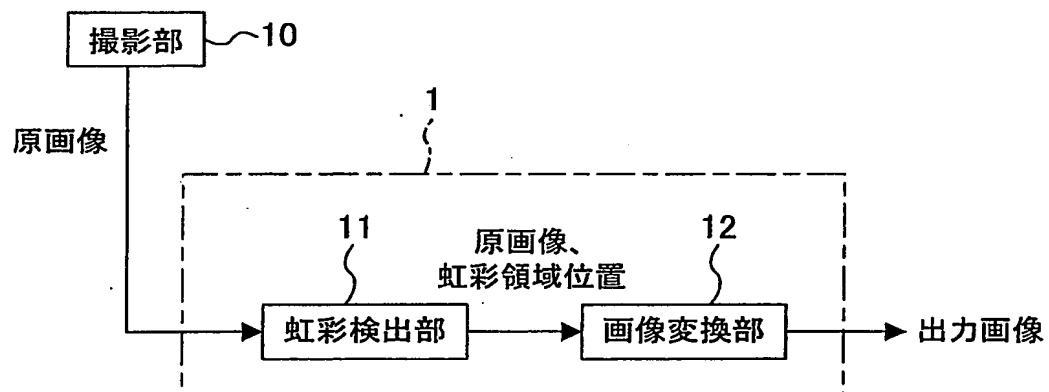 撮影部
10
原画像
1
11
原画像、
虹彩領域位置
12
虹彩検出部
画像変換部
出力画像